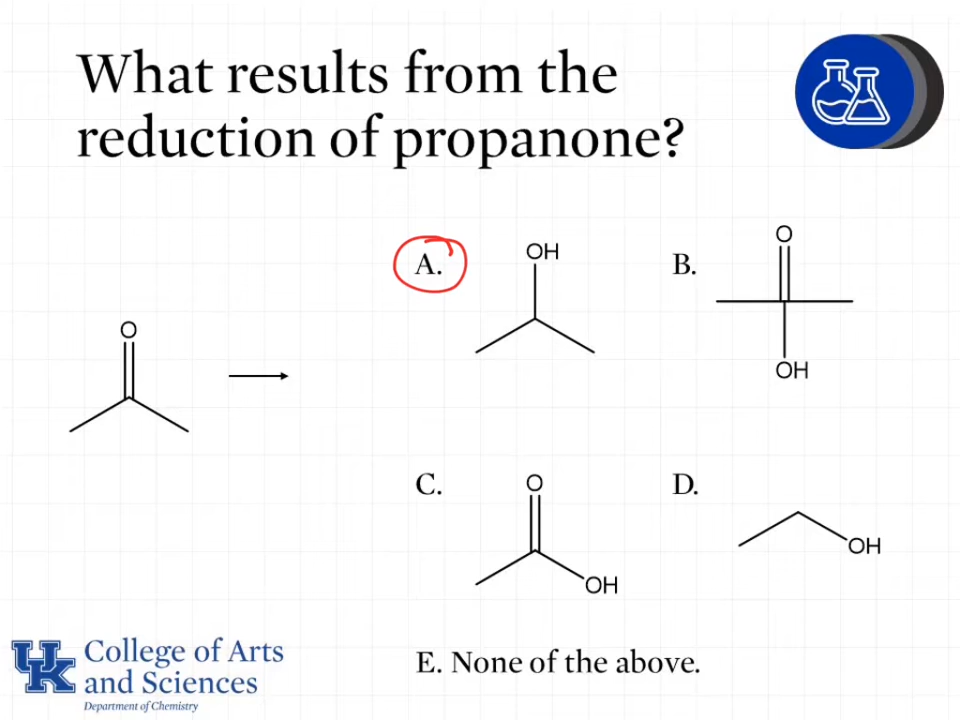 What results from the
reduction of propanone?
A.
OH
B.
O
OH
O
C.
O
OH
D.
OH
E. None of the above.
UK
College of Arts
and Sciences
Department of Chemistry